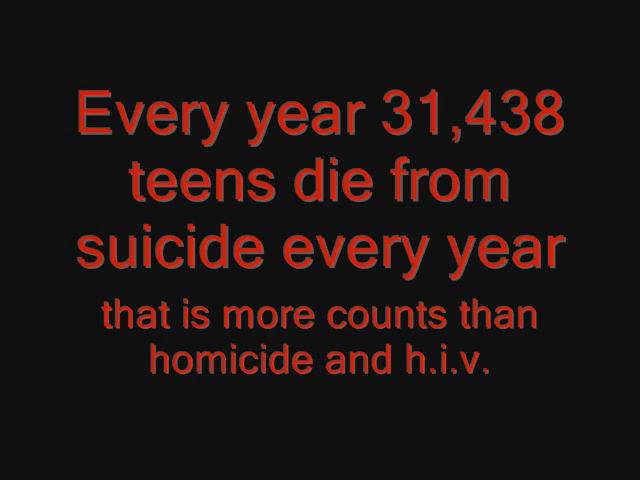 Every year 31,438
teens die from
suicide every year
that is more counts than
homicide and h.i.v.